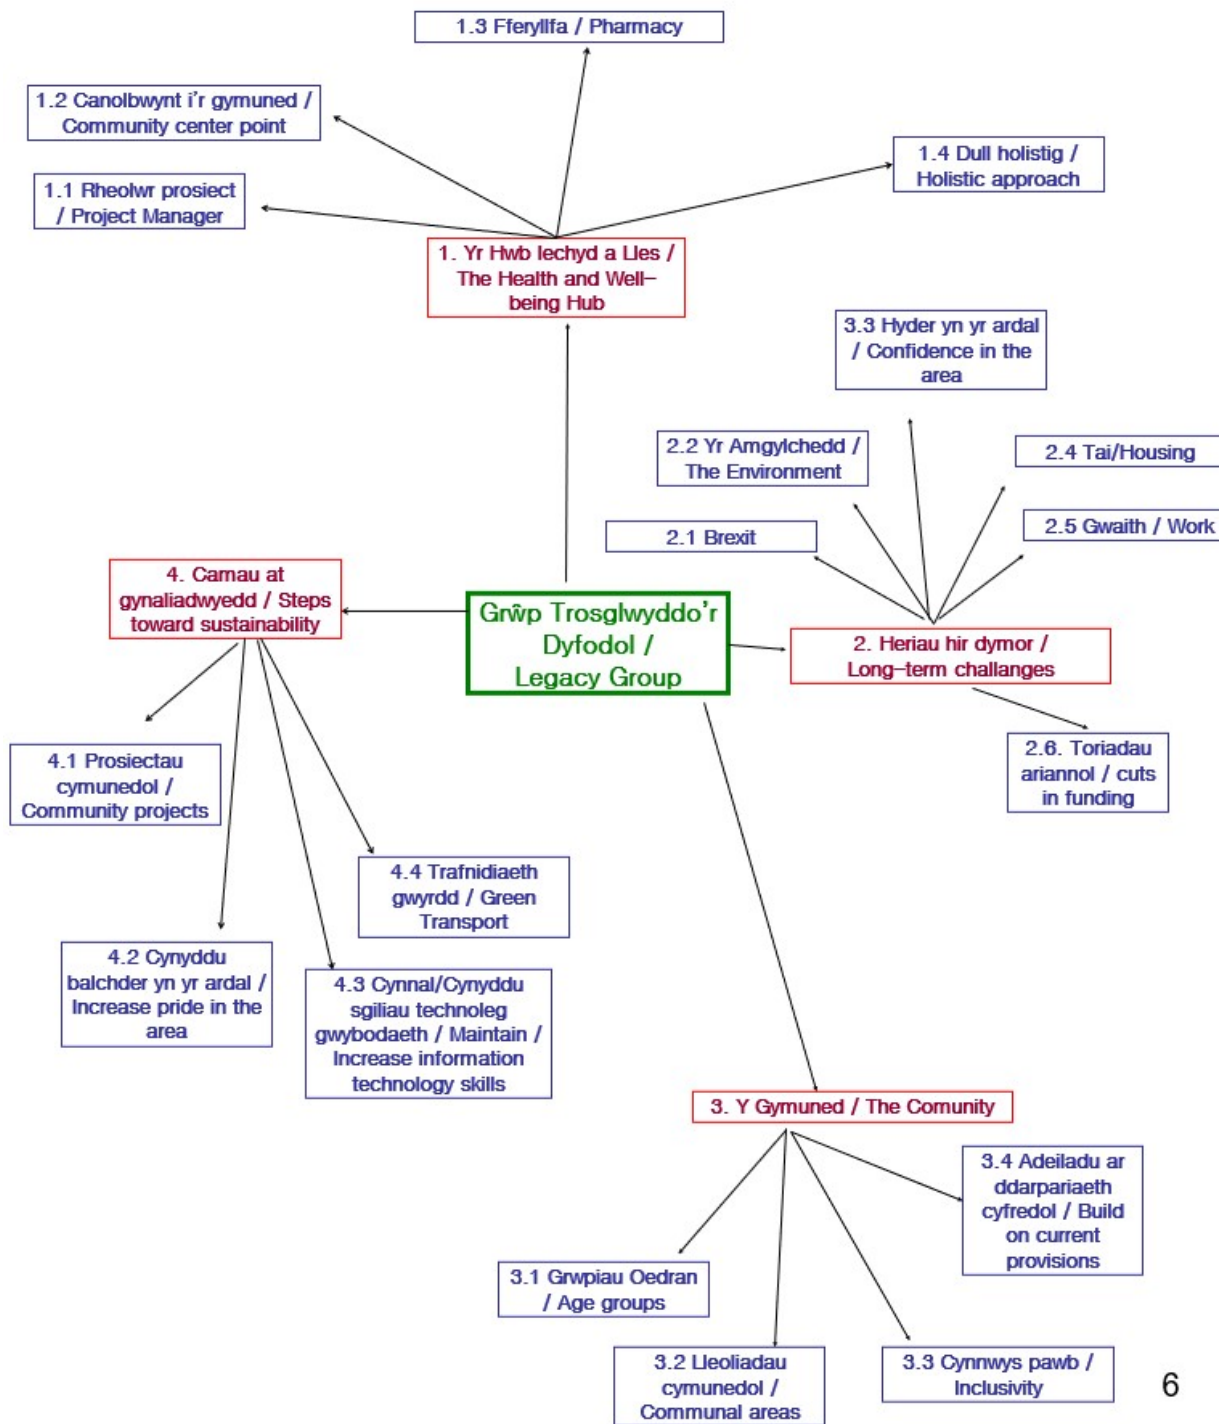 1.3 Fferyllfa / Pharmacy
1.2 Canolbwynt i'r gymuned /
Community center point
1.4 Dull holistig /
Holistic approach
1.1 Rheolwr prosiect
/ Project Manager
1. Yr Hwb Iechyd a Lles /
The Health and Well-
being Hub
3.3 Hyder yn yr ardal
/ Confidence in the
area
2.2 Yr Amgylchedd /
The Environment
2.4 Tai/Housing
2.1 Brexit
2.5 Gwaith / Work
4. Camau at
gynaliadwyedd / Steps
toward sustainability
Grŵp Trosglwyddo'r
Dyfodol /
Legacy Group
2. Heriau hir dymor /
Long-term challanges
4.1 Prosiectau
cymunedol /
Community projects
2.6. Toriadau
ariannol / cuts
in funding
4.4 Trafnidiaeth
gwyrdd / Green
Transport
4.2 Cynyddu
balchder yn yr ardal /
Increase pride in the
area
4.3 Cynnal/Cynyddu
sgiliau technoleg
gwybodaeth / Maintain /
Increase information
technology skills
3. Y Gymuned / The Comunity
3.4 Adeiladu ar
ddarpariaeth
cyfredol / Build
on current
provisions
3.1 Grwpiau Oedran
/ Age groups
3.2 Lleoliadau
cymunedol /
Communal areas
3.3 Cynnwys pawb /
Inclusivity
6